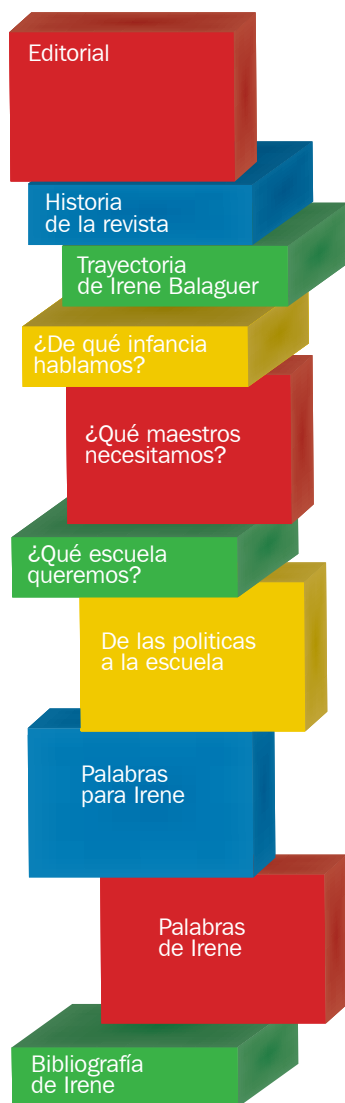 Editorial
Historia
de la revista
Trayectoria
de Irene Balaguer
¿De qué infancia
hablamos?
¿Qué maestros
necesitamos?
¿Qué escuela
queremos?
De las politicas
a la escuela
Palabras
para Irene
Palabras
de Irene
Bibliografía
de Irene